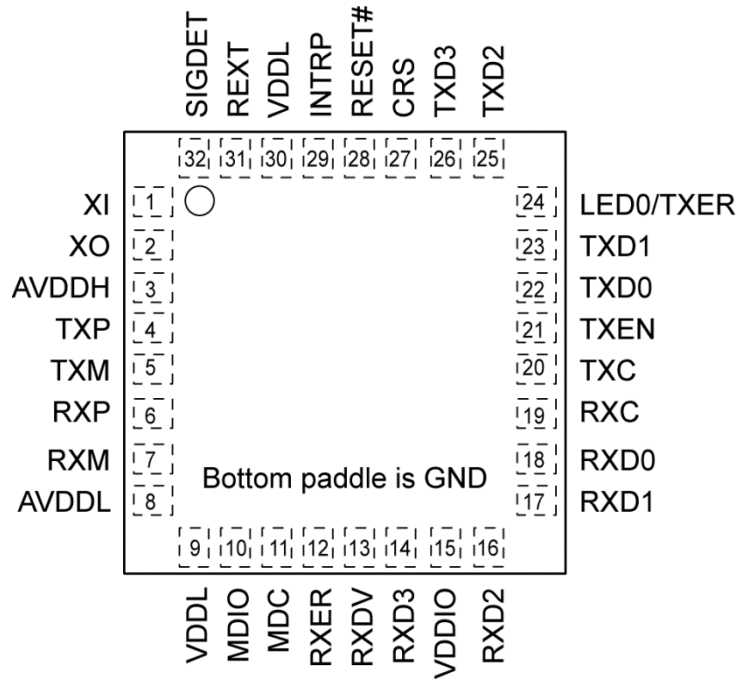 SIGDET REXT VDDL INTRP RESET# CRS TXD3 TXD2
32 31 30 29 28 27 26 25
XI 1 24 LED0/TXER
XO 2 23 TXD1
AVDDH 3 22 TXD0
TXP 4 21 TXEN
TXM 5 20 TXC
RXP 6 19 RXC
RXM 7 18 RXD0
Bottom paddle is GND
AVDDL 8 17 RXD1
9 10 11 12 13 14 15 16
VDDL MDIO MDC RXER RXDV RXD3 VDDIO RXD2